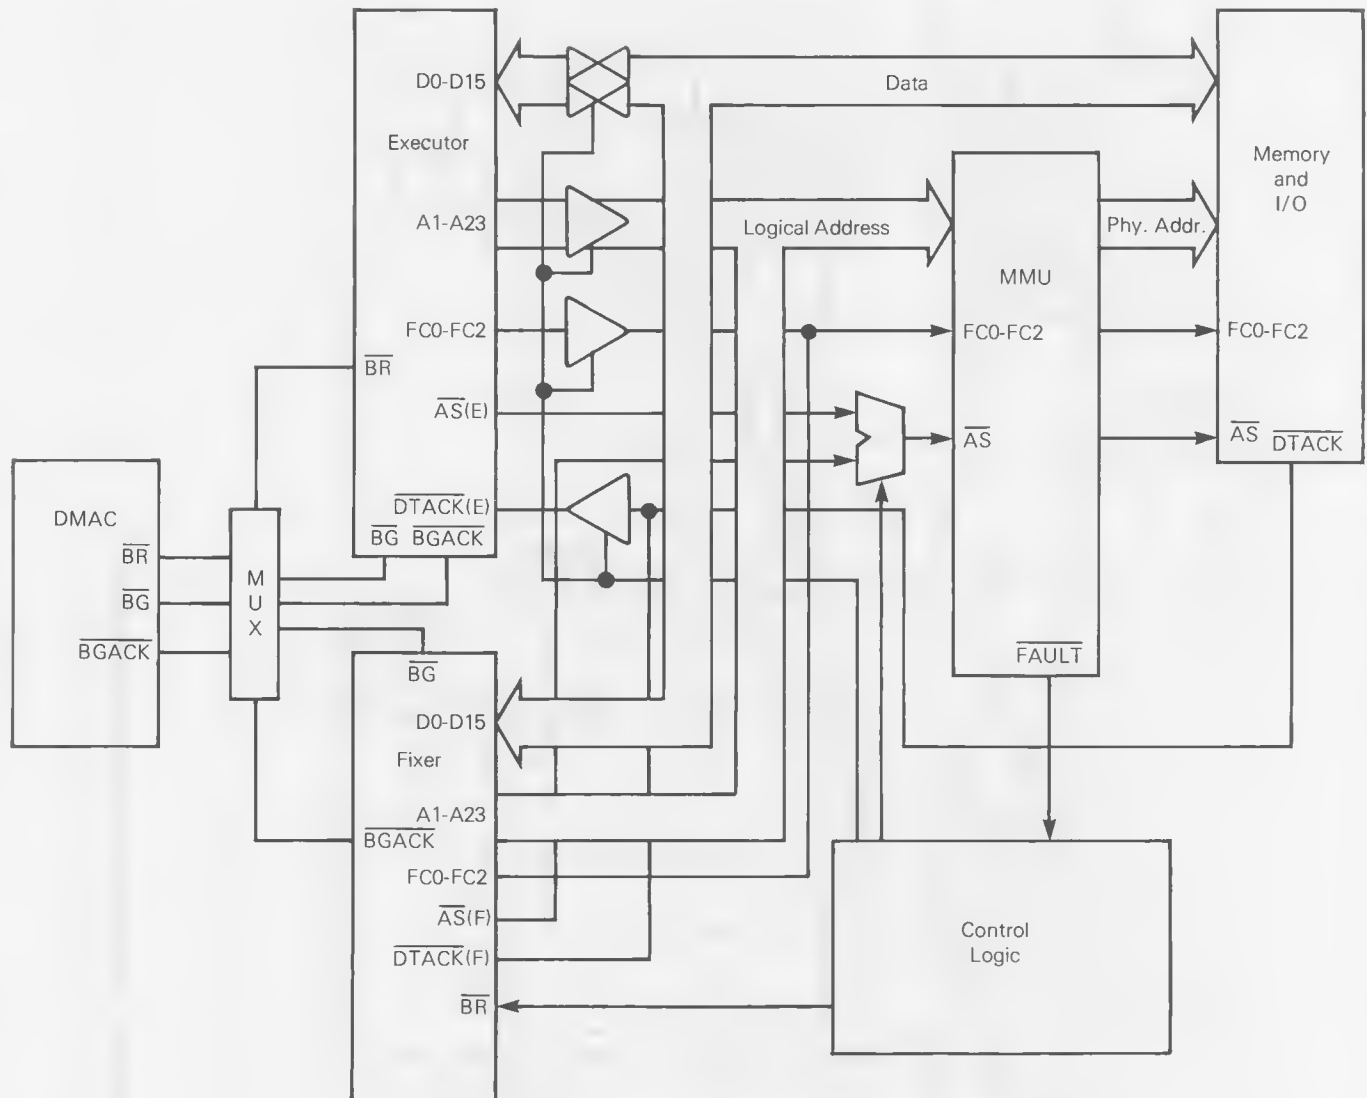 D0-D15
Executor
A1-A23
FC0-FC2
BR
AS(E)
DTACK(E)
BG BGACK
Data
Logical Address
MMU
FC0-FC2
AS
FAULT
Phy. Addr.
Memory
and
I/O
FC0-FC2
AS DTACK
DMAC
BR
BG
BGACK
M
U
X
BG
D0-D15
Fixer
A1-A23
BGACK
FC0-FC2
AS(F)
DTACK(F)
BR
Control
Logic